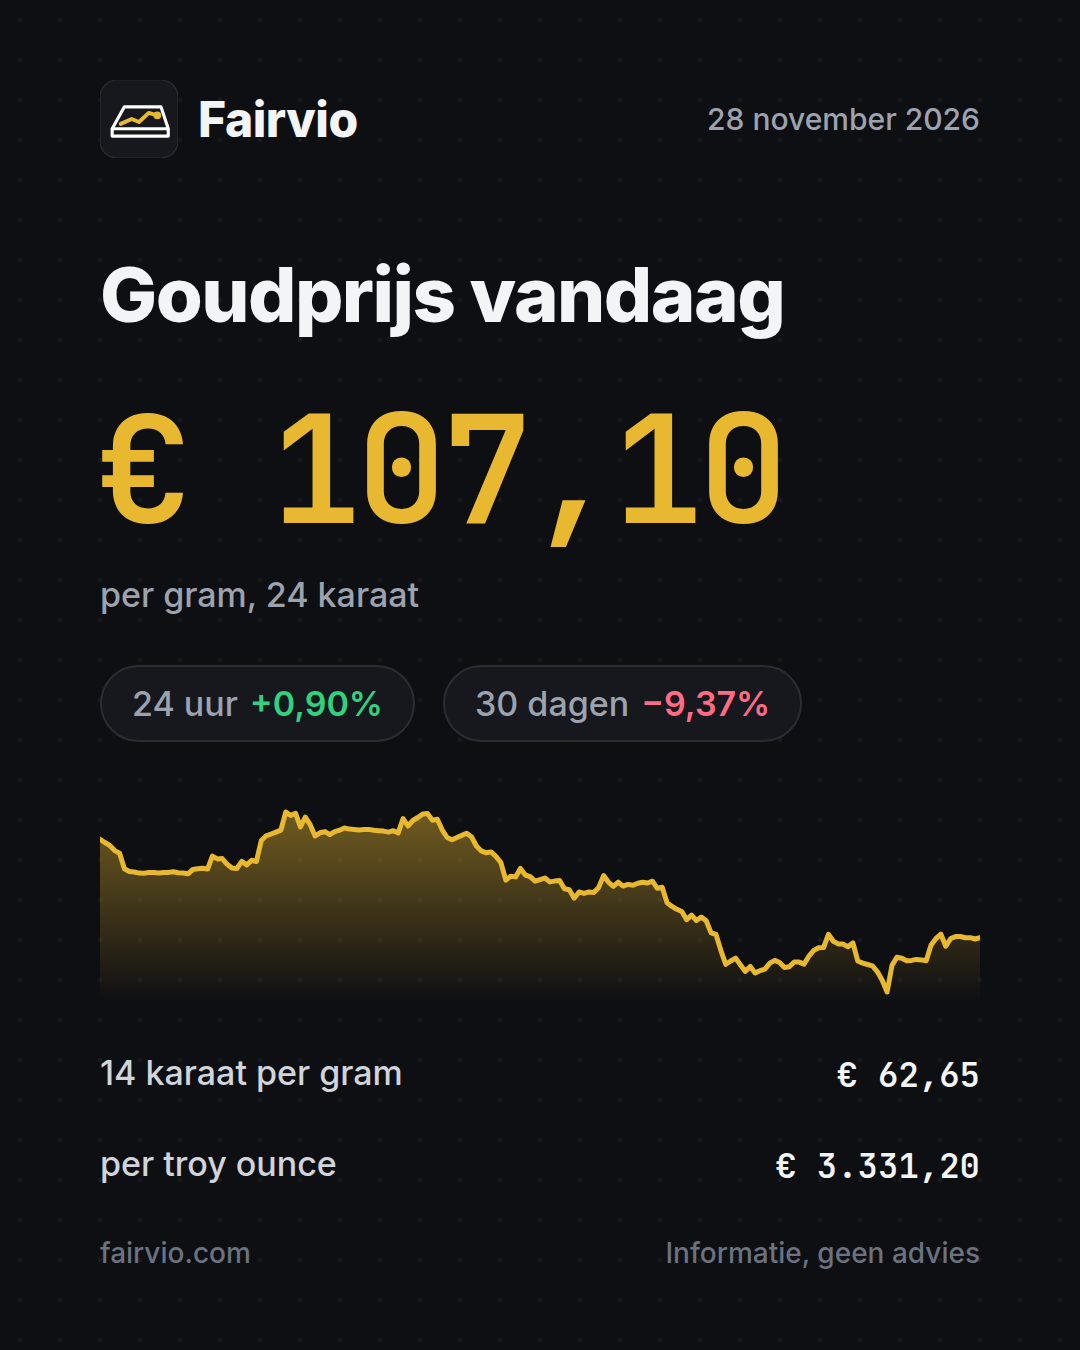 Fairvio
28 november 2026
Goudprijs vandaag
€ 107,10
per gram, 24 karaat
24 uur +0,90%
30 dagen −9,37%
14 karaat per gram
€ 62,65
per troy ounce
€ 3.331,20
fairvio.com
Informatie, geen advies